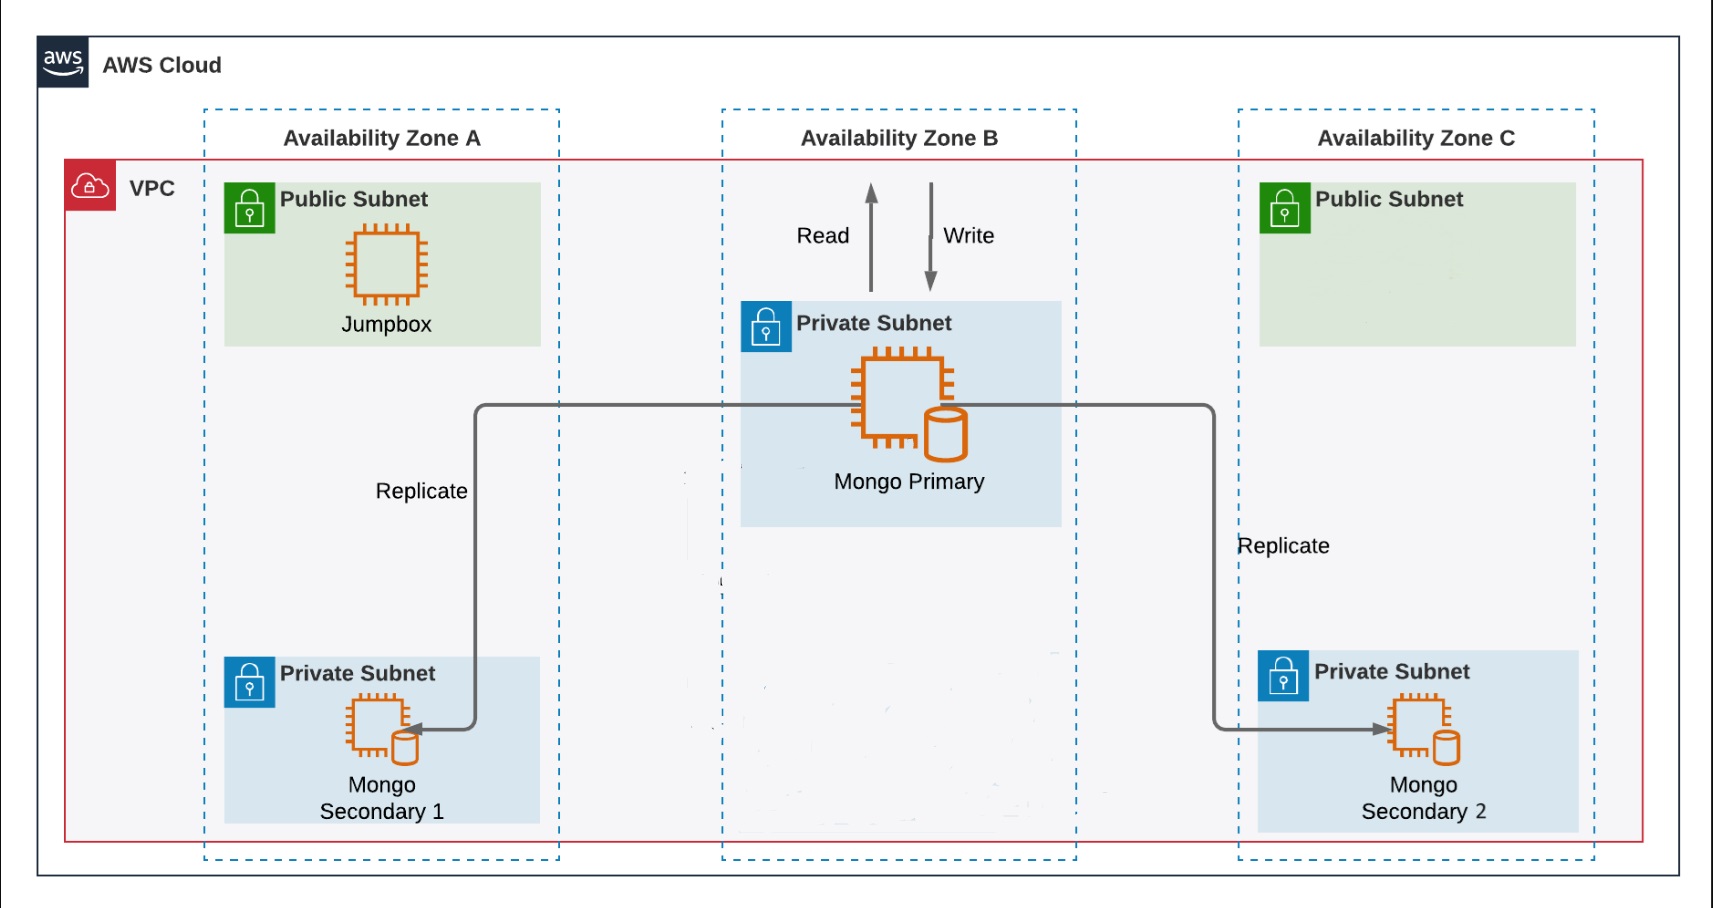 aws
AWS Cloud
Availability Zone A
Availability Zone B
Availability Zone C
VPC
Public Subnet
Jumpbox
Read
Write
Public Subnet
Private Subnet
Mongo Primary
Replicate
Replicate
Private Subnet
Mongo
Secondary 1
Private Subnet
Mongo
Secondary 2